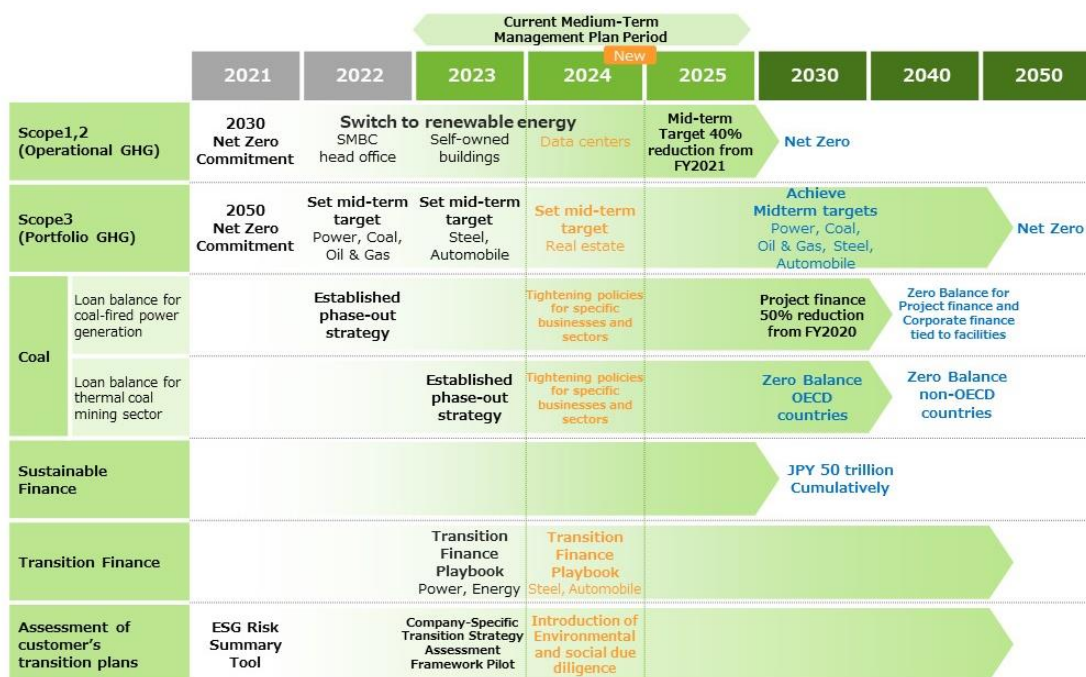 Current Medium-Term
Management Plan Period
New
2021
2022
2023
2024
2025
2030
2040
2050
Scope1,2
(Operational GHG)
2030
Net Zero
Commitment
Switch to renewable energy
SMBC
head office
Self-owned
buildings
Data centers
Mid-term
Target 40%
reduction from
FY2021
Net Zero
Scope3
(Portfolio GHG)
2050
Net Zero
Commitment
Set mid-term
target
Power, Coal,
Oil & Gas
Set mid-term
target
Steel,
Automobile
Set mid-term
target
Real estate
Achieve
Midterm targets
Power, Coal,
Oil & Gas, Steel,
Automobile
Net Zero
Coal
Loan balance for
coal-fired power
generation
Established
phase-out
strategy
Tightening policies
for specific
businesses and
sectors
Project finance
50% reduction
from FY2020
Zero Balance for
Project finance and
Corporate finance
tied to facilities
Loan balance for
thermal coal
mining sector
Established
phase-out
strategy
Tightening policies
for specific
businesses and
sectors
Zero Balance
OECD
countries
Zero Balance
non-OECD
countries
Sustainable
Finance
JPY 50 trillion
Cumulatively
Transition Finance
Transition
Finance
Playbook
Power, Energy
Transition
Finance
Playbook
Steel, Automobile
Assessment of
customer's
transition plans
ESG Risk
Summary
Tool
Company-Specific
Transition Strategy
Assessment
Framework Pilot
Introduction of
Environmental
and social due
diligence